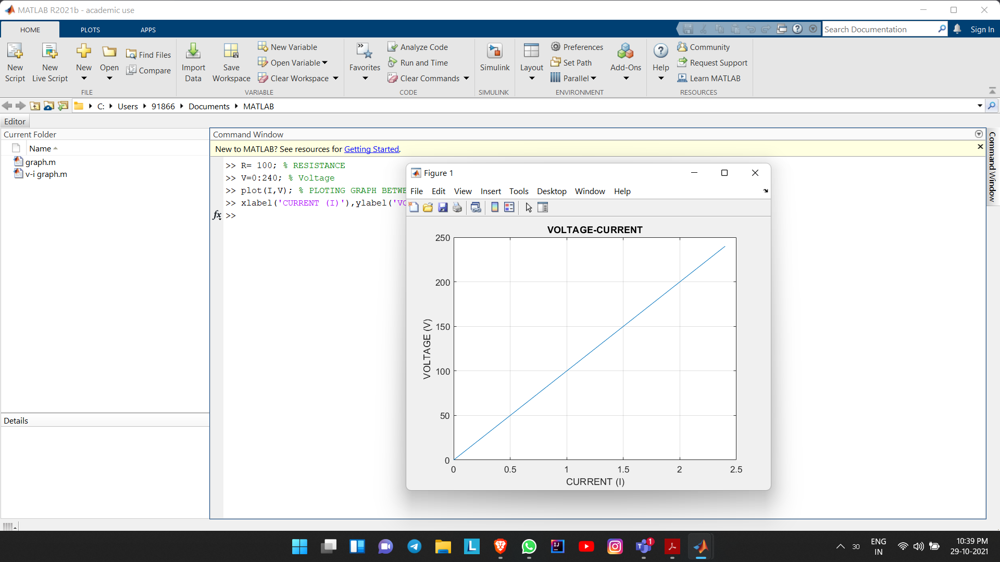 MATLAB R2021b - academic use
HOME PLOTS APPS
Search Documentation
Sign In
New Script
New Live Script
New
Open
Find Files
Compare
FILE
Import Data
Save Workspace
New Variable
Open Variable
Clear Workspace
VARIABLE
Favorites
Analyze Code
Run and Time
Clear Commands
CODE
Simulink
SIMULINK
Layout
Preferences
Set Path
Parallel
Add-Ons
ENVIRONMENT
Help
Community
Request Support
Learn MATLAB
RESOURCES
C: Users 91866 Documents MATLAB
Editor
Current Folder
Name
graph.m
v-i graph.m
Details
Command Window
New to MATLAB? See resources for Getting Started.
>> R= 100; % RESISTANCE
>> V=0:240; % Voltage
>> plot(I,V); % PLOTING GRAPH BETWE
>> xlabel('CURRENT (I)'),ylabel('VO
fx >>
Command Window
Figure 1
File Edit View Insert Tools Desktop Window Help
VOLTAGE-CURRENT
250
200
150
100
50
0
VOLTAGE (V)
0 0.5 1 1.5 2 2.5
CURRENT (I)
L
IJ
T
1
30
ENG
IN
10:39 PM
29-10-2021